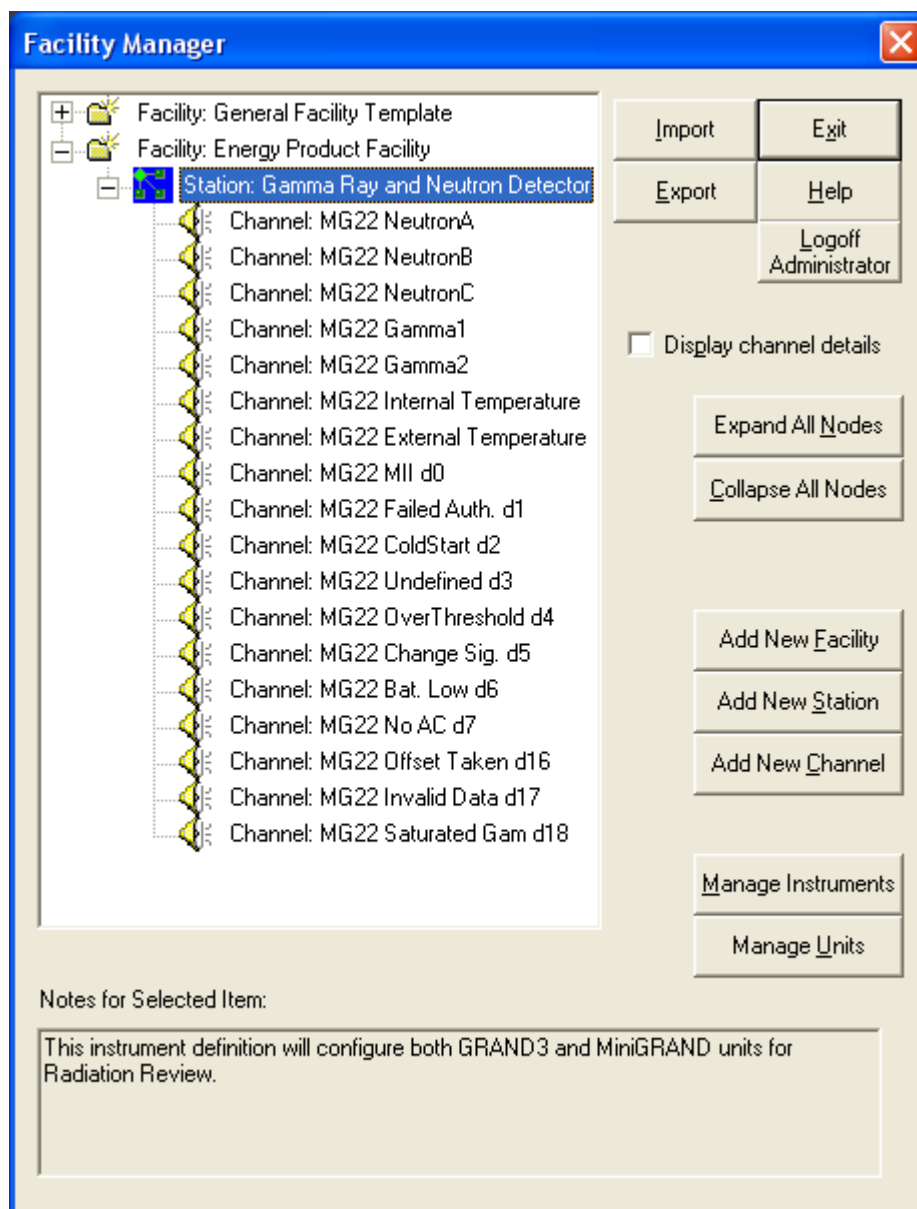 Facility Manager
Facility: General Facility Template
Facility: Energy Product Facility
Station: Gamma Ray and Neutron Detector
Channel: MG22 NeutronA
Channel: MG22 NeutronB
Channel: MG22 NeutronC
Channel: MG22 Gamma1
Channel: MG22 Gamma2
Channel: MG22 Internal Temperature
Channel: MG22 External Temperature
Channel: MG22 MII d0
Channel: MG22 Failed Auth. d1
Channel: MG22 ColdStart d2
Channel: MG22 Undefined d3
Channel: MG22 OverThreshold d4
Channel: MG22 Change Sig. d5
Channel: MG22 Bat. Low d6
Channel: MG22 No AC d7
Channel: MG22 Offset Taken d16
Channel: MG22 Invalid Data d17
Channel: MG22 Saturated Gam d18
Import
Exit
Export
Help
Logoff
Administrator
Display channel details
Expand All Nodes
Collapse All Nodes
Add New Facility
Add New Station
Add New Channel
Manage Instruments
Manage Units
Notes for Selected Item:
This instrument definition will configure both GRAND3 and MiniGRAND units for
Radiation Review.